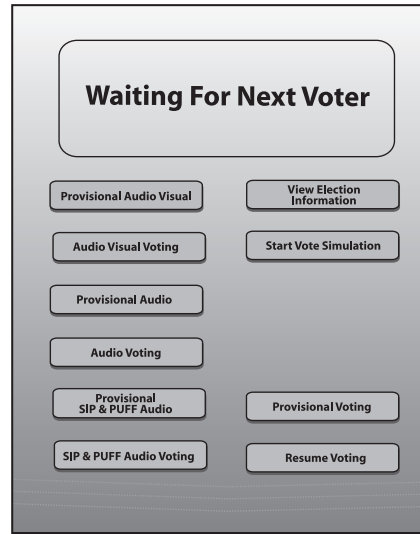 Waiting For Next Voter
Provisional Audio Visual
View Election
Information
Audio Visual Voting
Start Vote Simulation
Provisional Audio
Audio Voting
Provisional
SIP & PUFF Audio
Provisional Voting
SIP & PUFF Audio Voting
Resume Voting